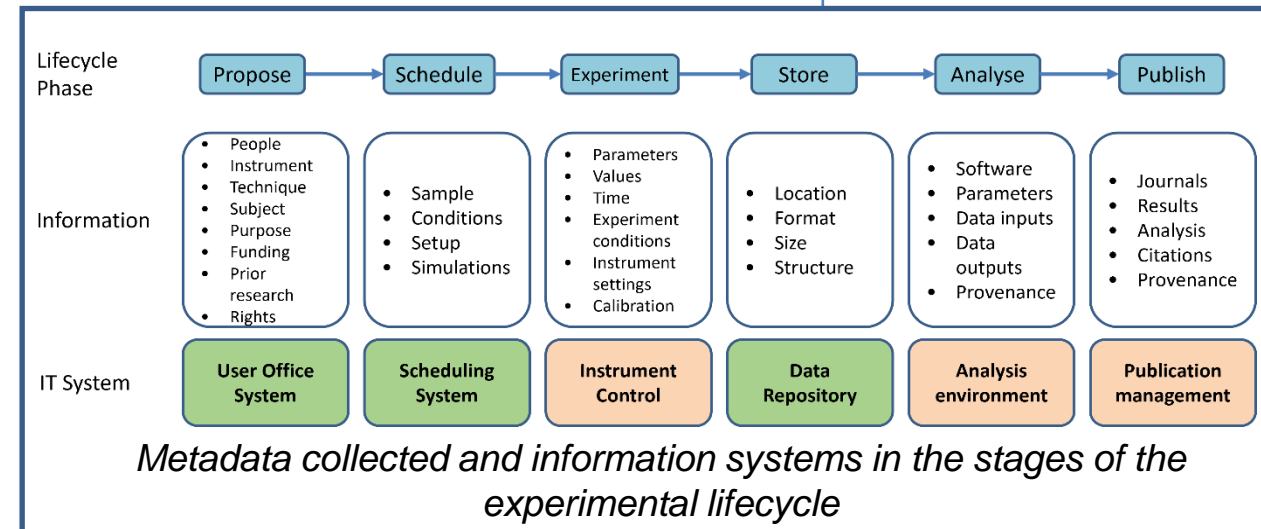 Lifecycle
Phase
Propose
Schedule
Experiment
Store
Analyse
Publish
Information
• People
• Instrument
• Technique
• Subject
• Purpose
• Funding
• Prior
research
• Rights
• Sample
• Conditions
• Setup
• Simulations
• Parameters
• Values
• Time
• Experiment
conditions
• Instrument
settings
• Calibration
• Location
• Format
• Size
• Structure
• Software
• Parameters
• Data inputs
• Data
outputs
• Provenance
• Journals
• Results
• Analysis
• Citations
• Provenance
IT System
User Office
System
Scheduling
System
Instrument
Control
Data
Repository
Analysis
environment
Publication
management
Metadata collected and information systems in the stages of the
experimental lifecycle